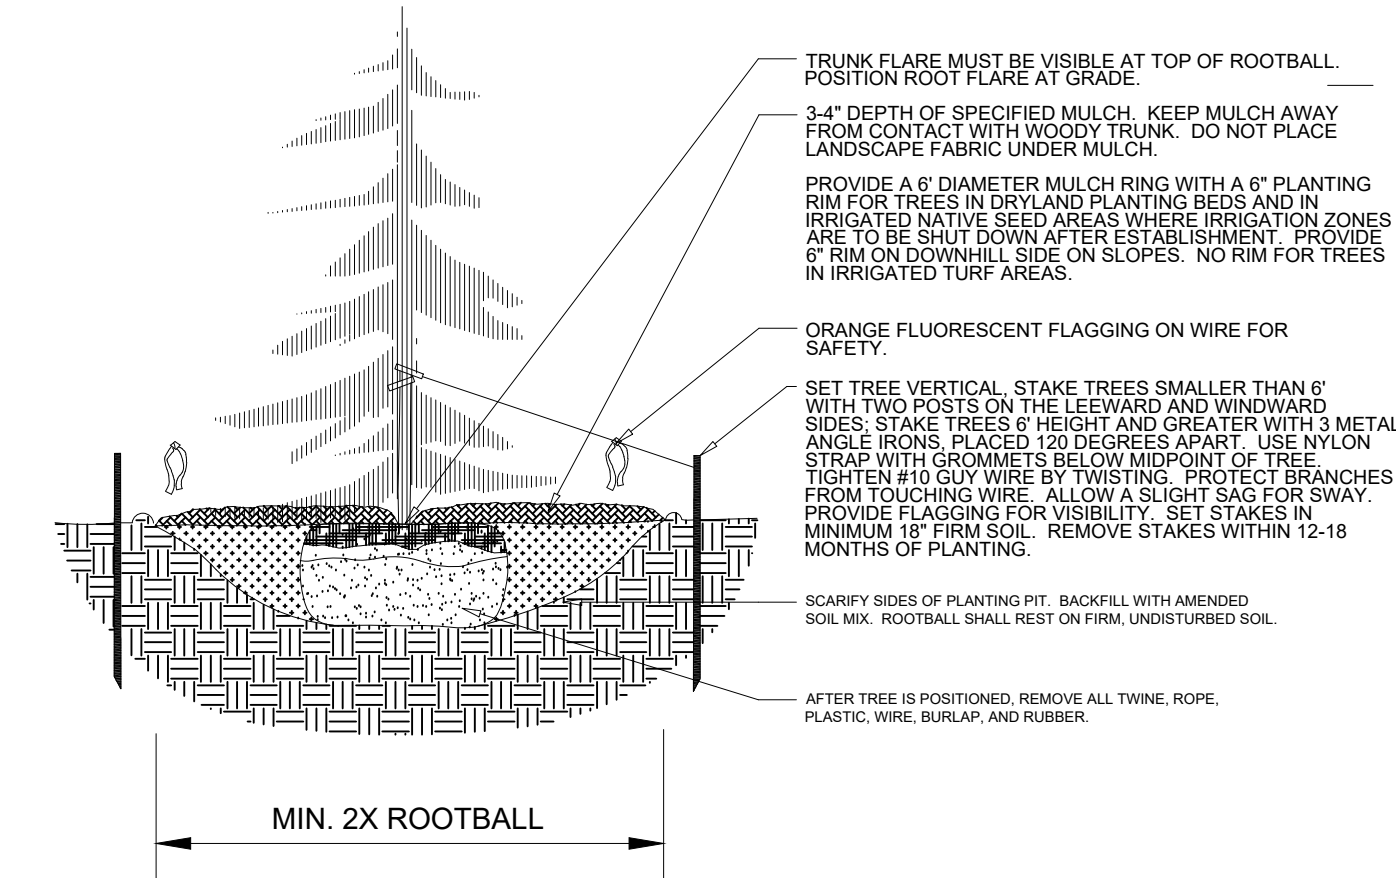 TRUNK FLARE MUST BE VISIBLE AT TOP OF ROOTBALL.
POSITION ROOT FLARE AT GRADE.
3-4" DEPTH OF SPECIFIED MULCH. KEEP MULCH AWAY
FROM CONTACT WITH WOODY TRUNK. DO NOT PLACE
LANDSCAPE FABRIC UNDER MULCH.
PROVIDE A 6' DIAMETER MULCH RING WITH A 6" PLANTING
RIM FOR TREES IN DRYLAND PLANTING BEDS AND IN
IRRIGATED NATIVE SEED AREAS WHERE IRRIGATION ZONES
ARE TO BE SHUT DOWN AFTER ESTABLISHMENT. PROVIDE
6" RIM ON DOWNHILL SIDE ON SLOPES. NO RIM FOR TREES
IN IRRIGATED TURF AREAS.
ORANGE FLUORESCENT FLAGGING ON WIRE FOR
SAFETY.
SET TREE VERTICAL, STAKE TREES SMALLER THAN 6'
WITH TWO POSTS ON THE LEEWARD AND WINDWARD
SIDES; STAKE TREES 6' HEIGHT AND GREATER WITH 3 METAL
ANGLE IRONS, PLACED 120 DEGREES APART. USE NYLON
STRAP WITH GROMMETS BELOW MIDPOINT OF TREE.
TIGHTEN #10 GUY WIRE BY TWISTING. PROTECT BRANCHES
FROM TOUCHING WIRE. ALLOW A SLIGHT SAG FOR SWAY.
PROVIDE FLAGGING FOR VISIBILITY. SET STAKES IN
MINIMUM 18" FIRM SOIL. REMOVE STAKES WITHIN 12-18
MONTHS OF PLANTING.
SCARIFY SIDES OF PLANTING PIT. BACKFILL WITH AMENDED
SOIL MIX. ROOTBALL SHALL REST ON FIRM, UNDISTURBED SOIL.
AFTER TREE IS POSITIONED, REMOVE ALL TWINE, ROPE,
PLASTIC, WIRE, BURLAP, AND RUBBER.
MIN. 2X ROOTBALL